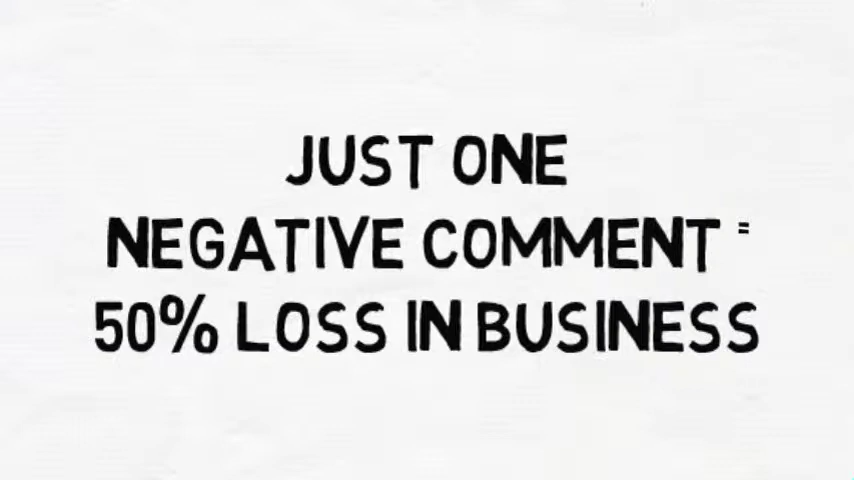 JUST ONE
NEGATIVE COMMENT =
50% LOSS IN BUSINESS